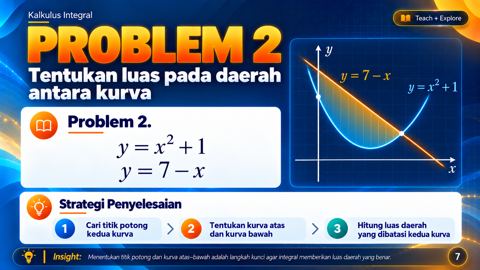 Kalkulus Integral
Teach + Explore
PROBLEM 2
Tentukan luas pada daerah
antara kurva
Problem 2.
y = x² + 1
y = 7 − x
y
y = 7 − x
y = x² + 1
x
Strategi Penyelesaian
1 Cari titik potong
kedua kurva
2 Tentukan kurva atas
dan kurva bawah
3 Hitung luas daerah
yang dibatasi kedua kurva
Insight: Menentukan titik potong dan kurva atas–bawah adalah langkah kunci agar integral memberikan luas daerah yang benar.
7